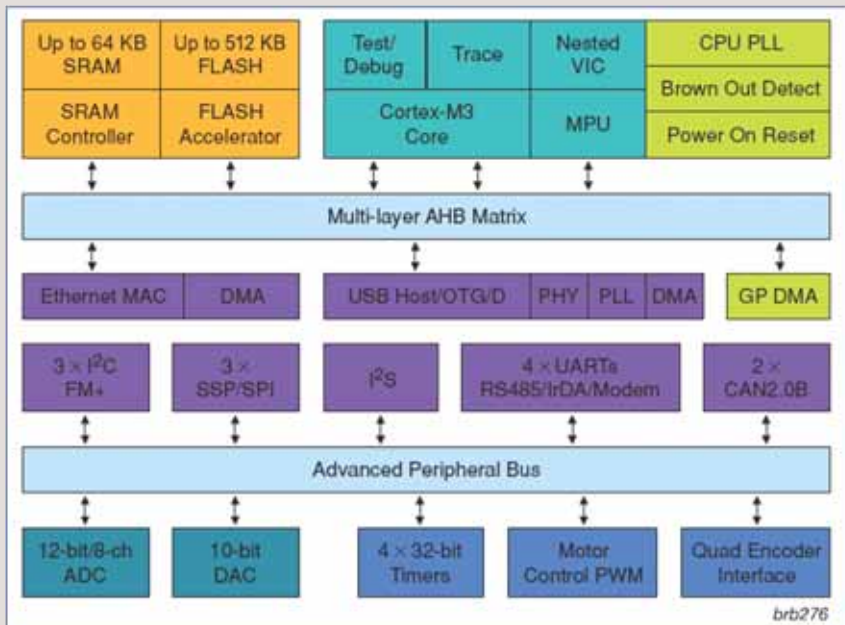 Up to 64 KB
SRAM
Up to 512 KB
FLASH
Test/
Debug
Trace
Nested
VIC
CPU PLL
Brown Out Detect
Power On Reset
SRAM
Controller
FLASH
Accelerator
Cortex-M3
Core
MPU
Multi-layer AHB Matrix
Ethernet MAC
DMA
USB Host/OTG/D
PHY
PLL
DMA
GP DMA
3 × I²C
FM+
3 ×
SSP/SPI
I²S
4 × UARTs
RS485/IrDA/Modem
2 ×
CAN2.0B
Advanced Peripheral Bus
12-bit/8-ch
ADC
10-bit
DAC
4 × 32-bit
Timers
Motor
Control PWM
Quad Encoder
Interface
brb276